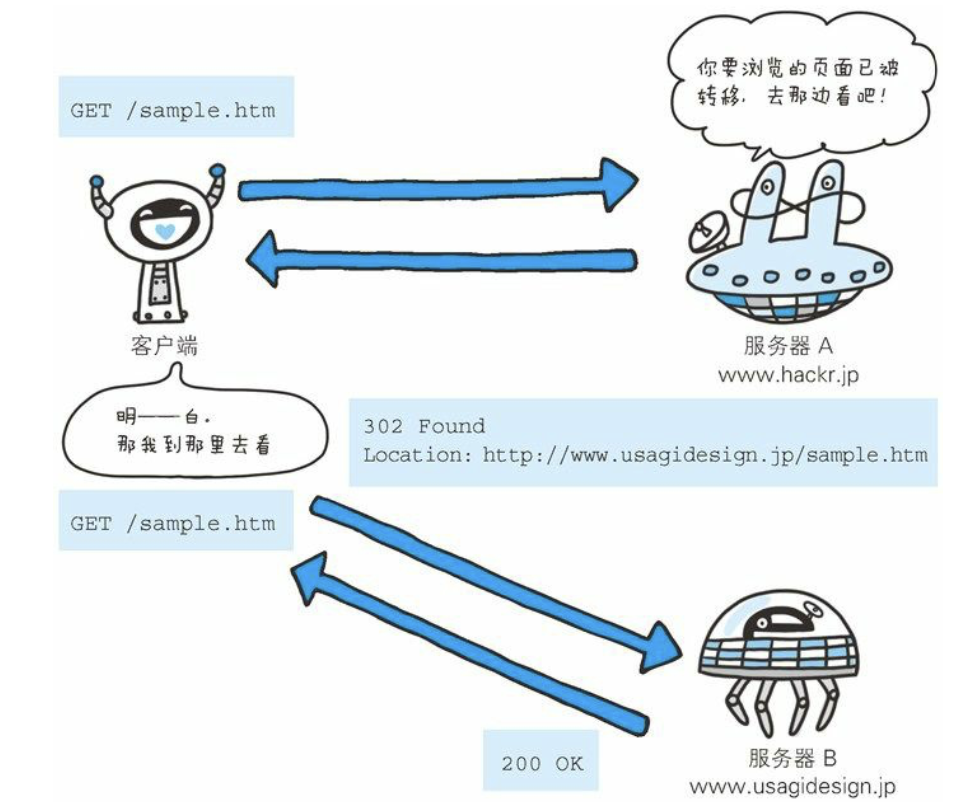 你要浏览的页面已被
转移，去那边看吧！
GET /sample.htm
客户端
服务器 A
www.hackr.jp
明——白．
那我到那里去看
302 Found
Location: http://www.usagidesign.jp/sample.htm
GET /sample.htm
200 OK
服务器 B
www.usagidesign.jp